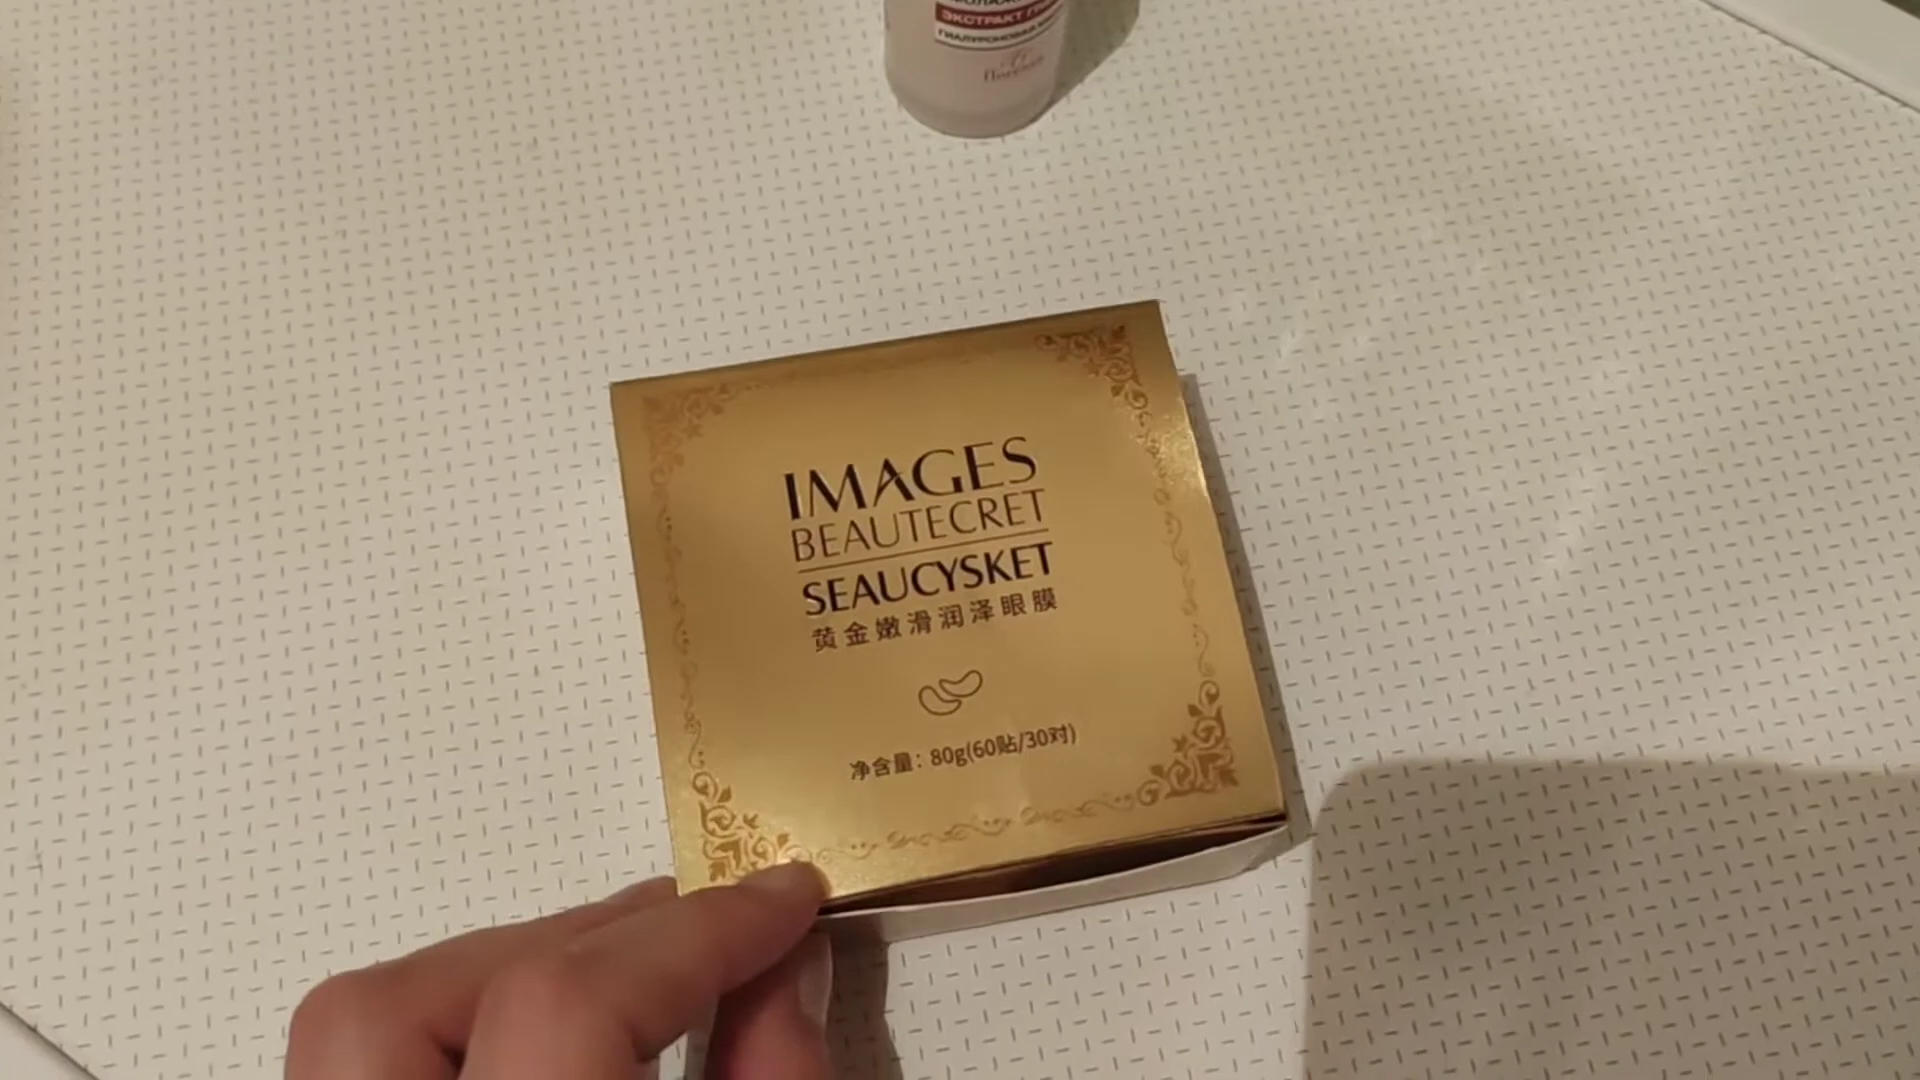 ЭКСТРАКТ
ГИАЛУРОНОВАЯ
IMAGES
BEAUTECRET
SEAUCYSKET
黄金嫩滑润泽眼膜
净含量：80g(60贴/30对)